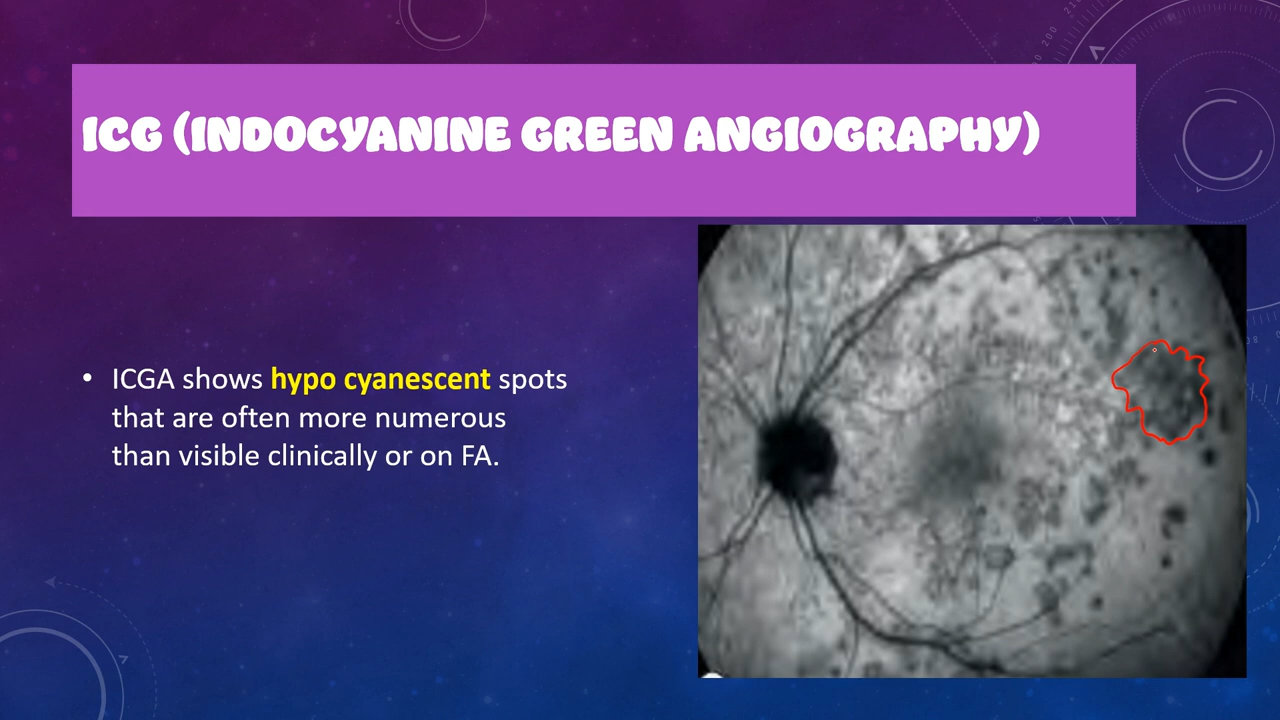 ICG (INDOCYANINE GREEN ANGIOGRAPHY)
• ICGA shows hypo cyanescent spots
that are often more numerous
than visible clinically or on FA.
200